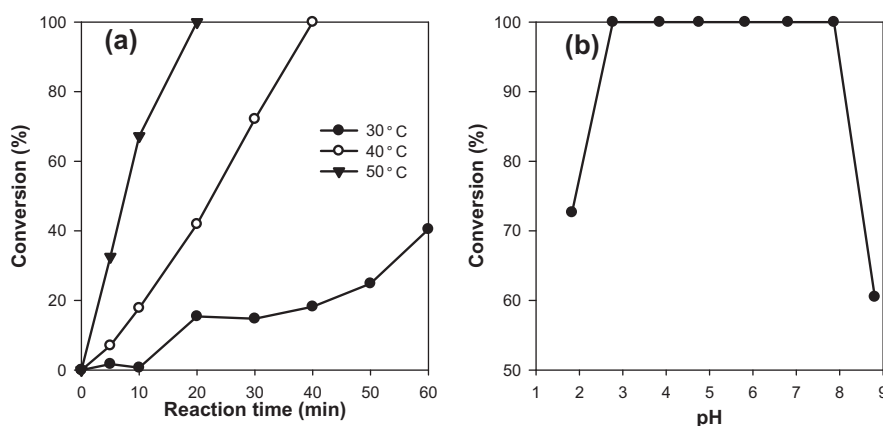 (a)
Conversion (%)
100
80
60
40
20
0
30°C
40°C
50°C
0 10 20 30 40 50 60
Reaction time (min)
(b)
Conversion (%)
100
90
80
70
60
50
1 2 3 4 5 6 7 8 9
pH